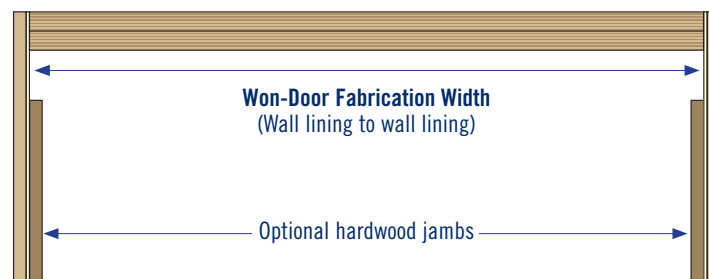 Won-Door Fabrication Width
(Wall lining to wall lining)
Optional hardwood jambs